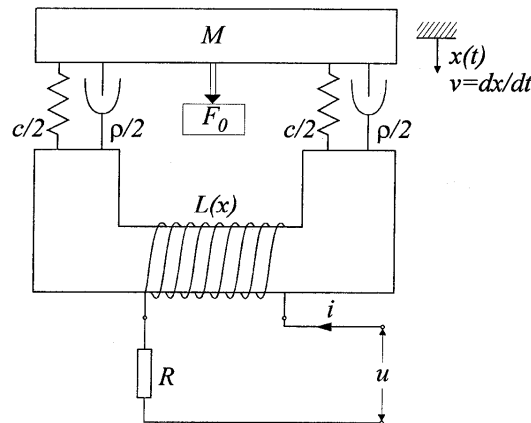 M
x(t)
v=dx/dt
F₀
c/2
ρ/2
c/2
ρ/2
L(x)
i
R
u